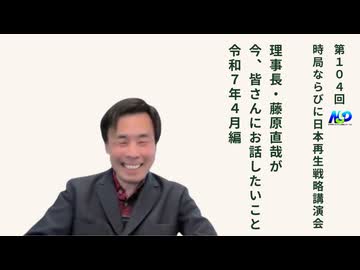 第１０４回
時局ならびに日本再生戦略講演会
理事長・藤原直哉が
今、皆さんにお話したいこと
令和７年４月編